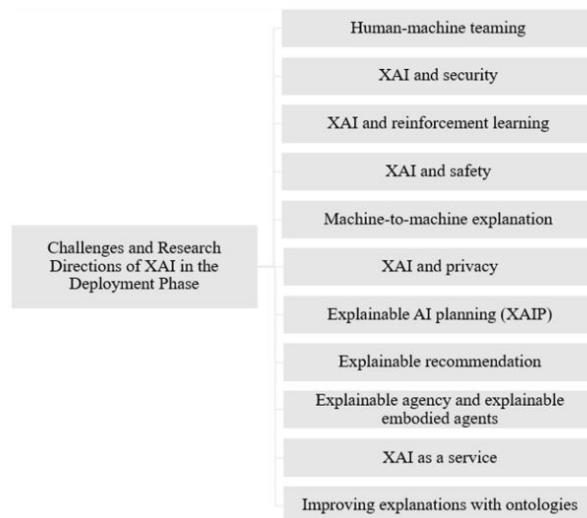 Human-machine teaming
XAI and security
XAI and reinforcement learning
XAI and safety
Machine-to-machine explanation
Challenges and Research
Directions of XAI in the
Deployment Phase
XAI and privacy
Explainable AI planning (XAIP)
Explainable recommendation
Explainable agency and explainable
embodied agents
XAI as a service
Improving explanations with ontologies